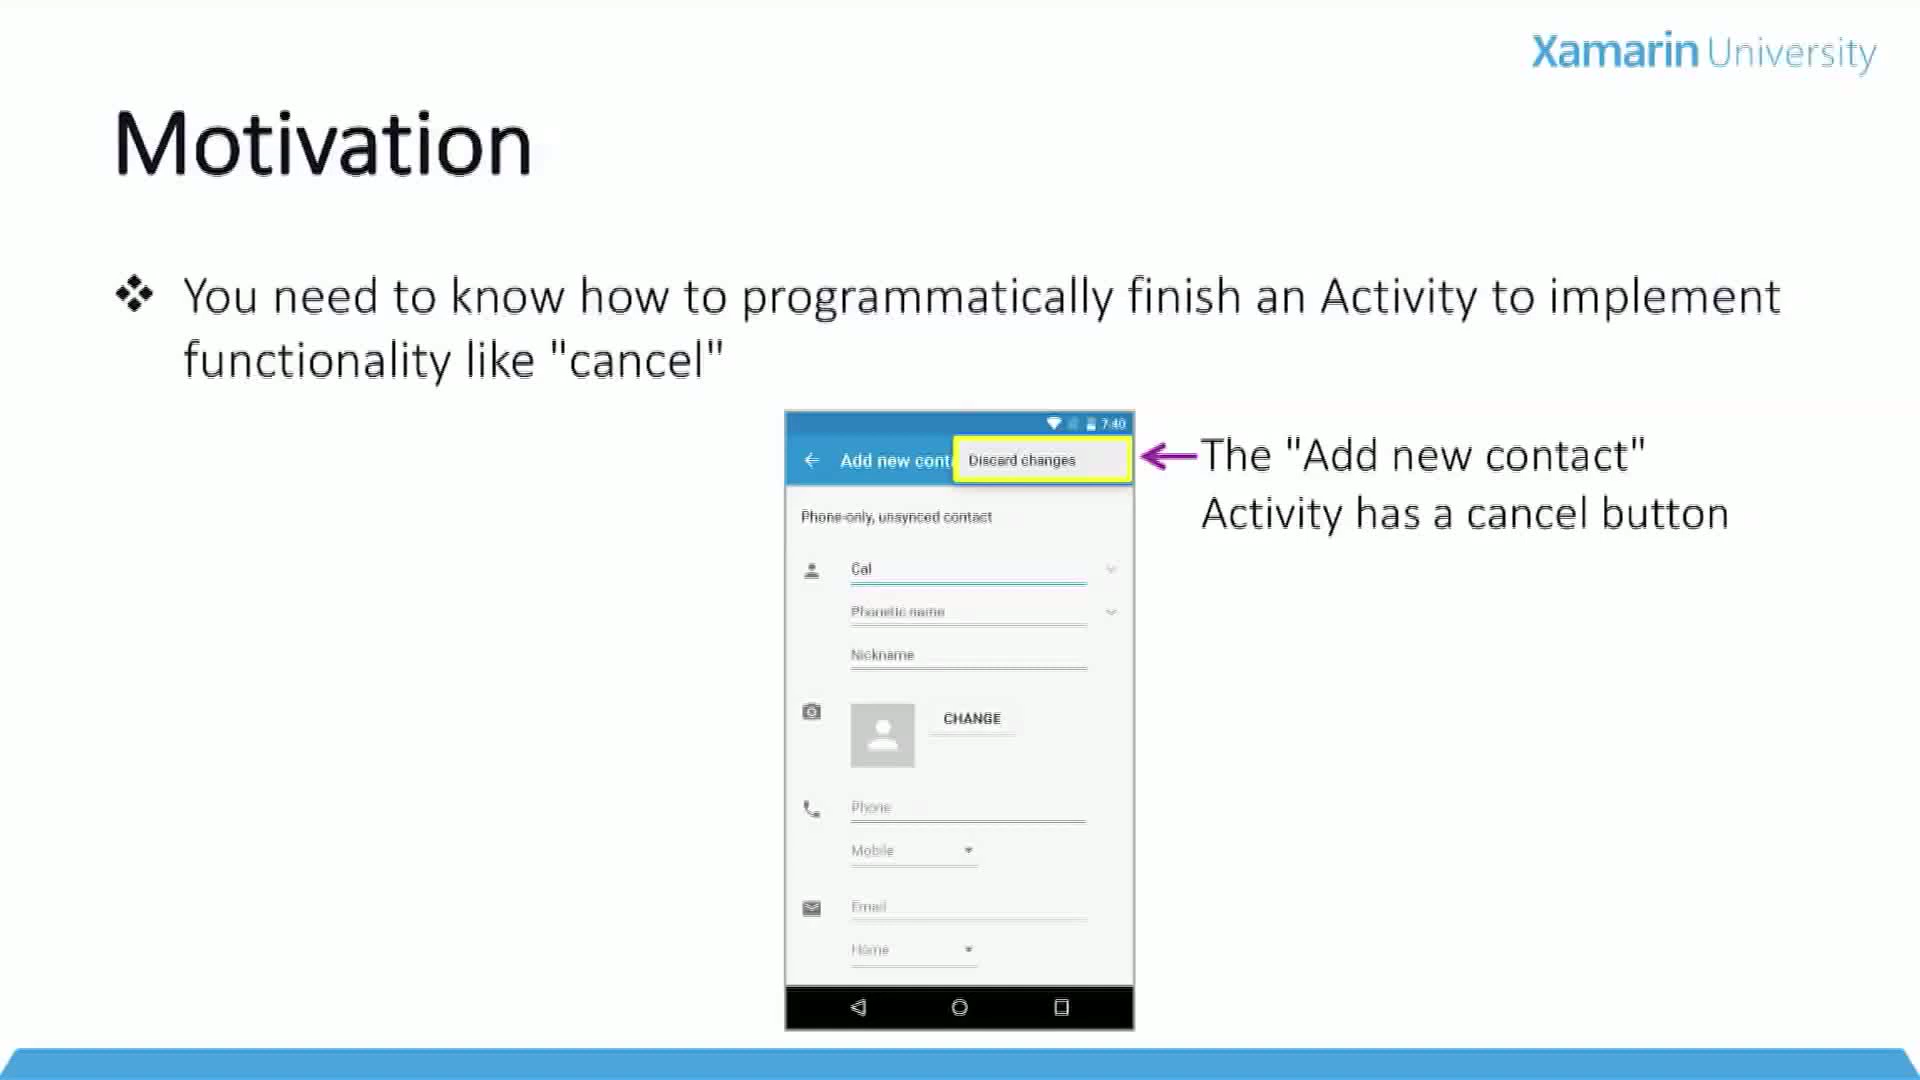 Xamarin University
Motivation
❖ You need to know how to programmatically finish an Activity to implement
functionality like "cancel"
7:40
Add new cont
Discard changes
The "Add new contact"
Activity has a cancel button
Phone-only, unsynced contact
Cal
Phonetic name
Nickname
CHANGE
Phone
Mobile
Email
Home